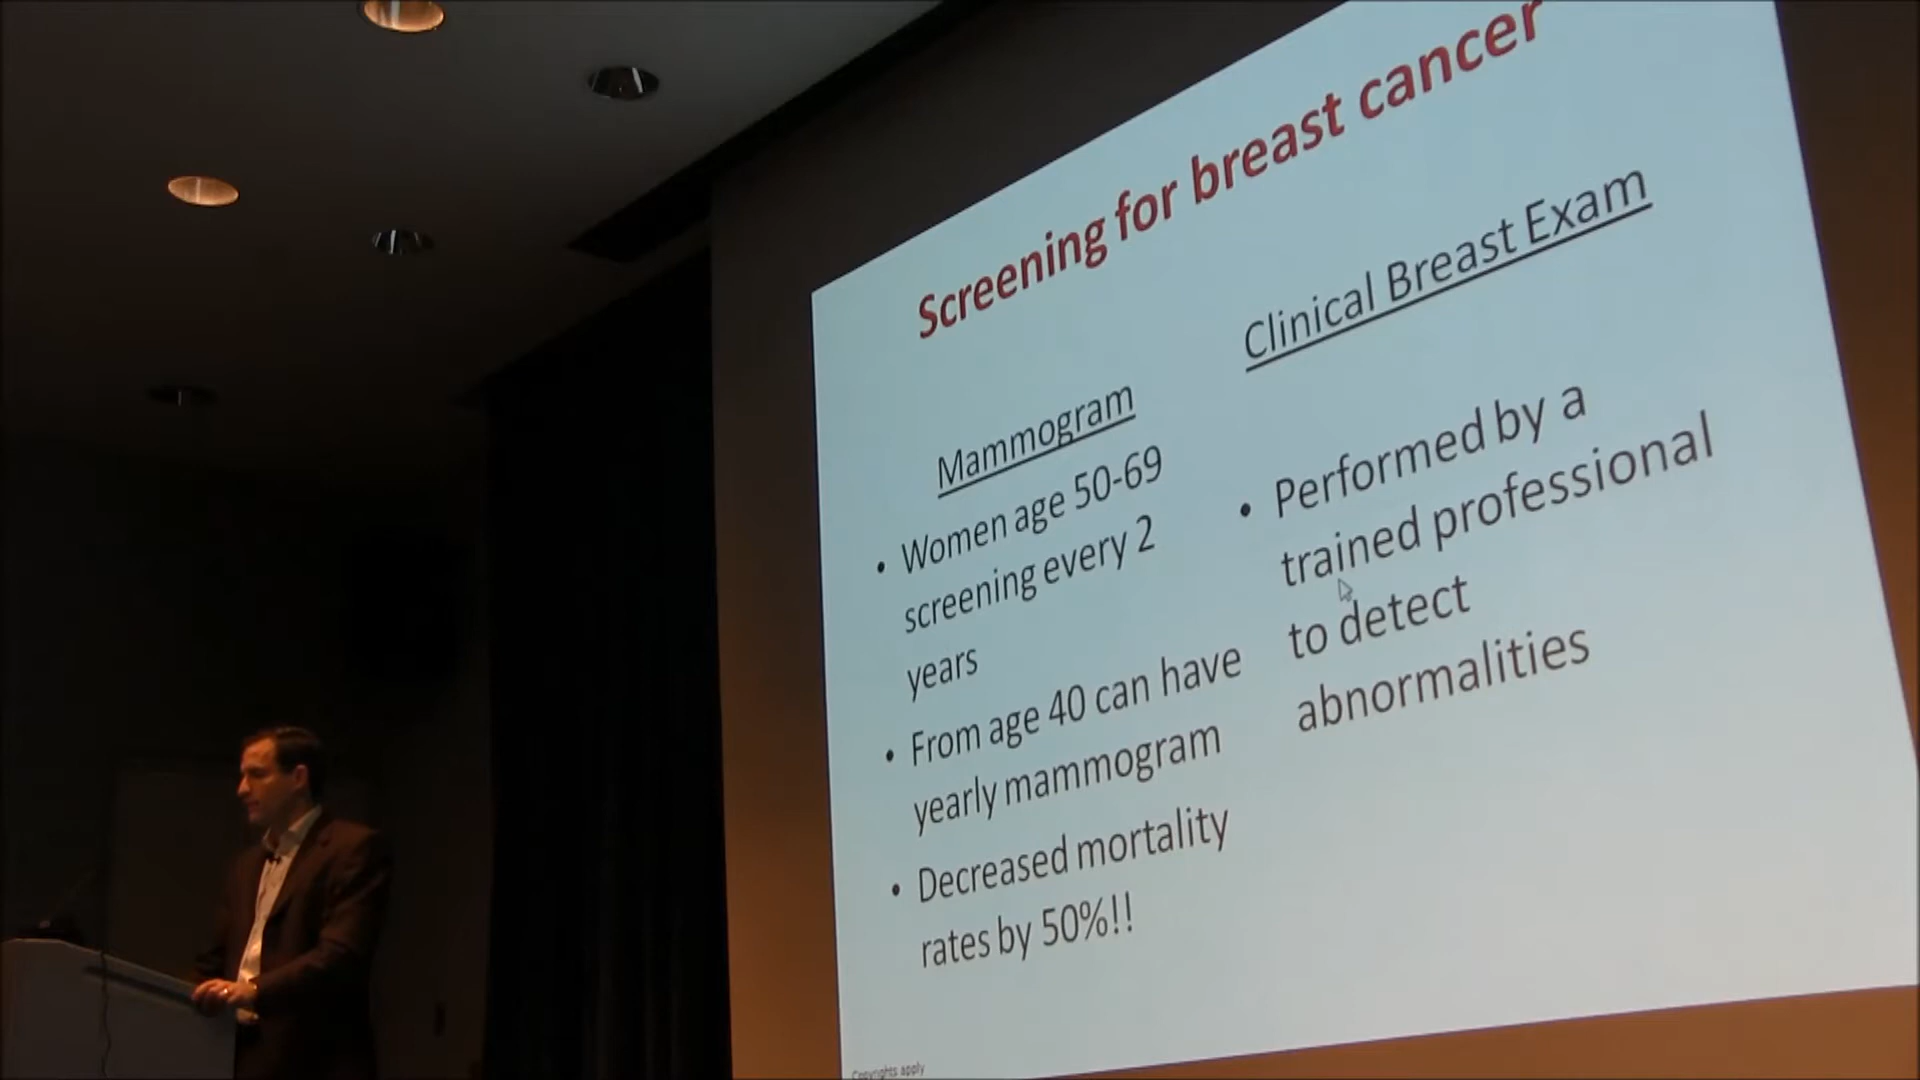 Screening for breast cancer
Mammogram
• Women age 50-69
screening every 2
years
• From age 40 can have
yearly mammogram
• Decreased mortality
rates by 50%!!
Clinical Breast Exam
• Performed by a
trained professional
to detect
abnormalities
Copyrights apply